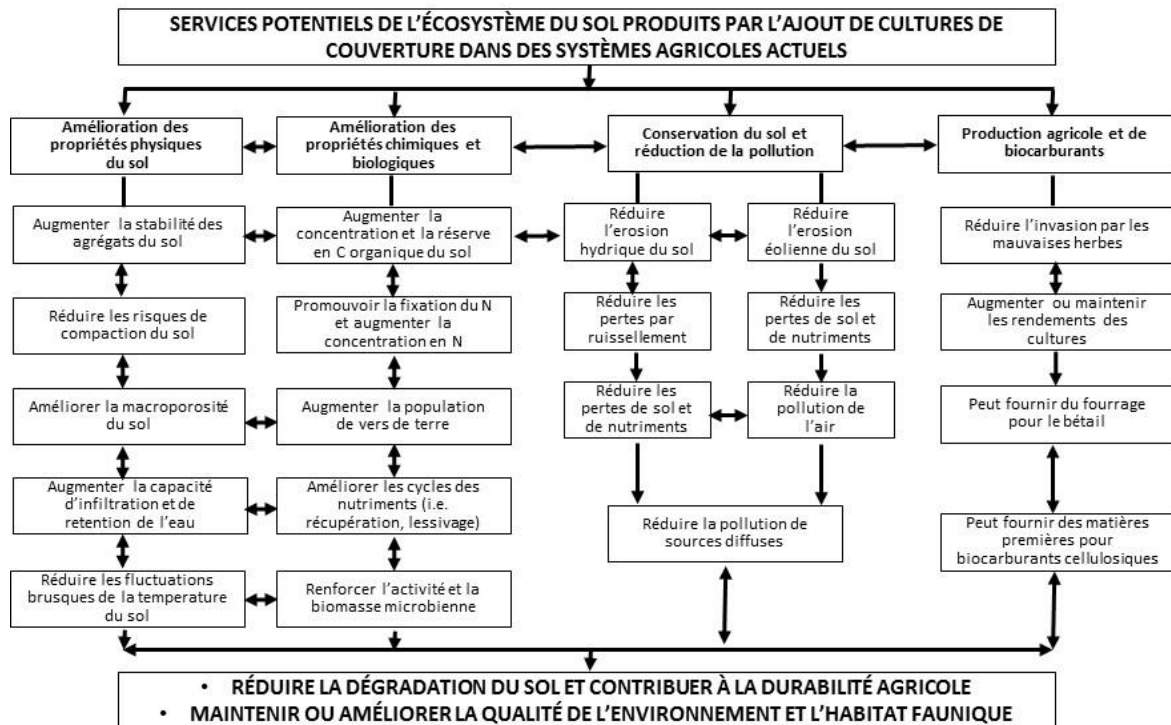 SERVICES POTENTIELS DE L'ÉCOSYSTÈME DU SOL PRODUITS PAR L'AJOUT DE CULTURES DE
COUVERTURE DANS DES SYSTÈMES AGRICOLES ACTUELS
Amélioration des
propriétés physiques
du sol
Amélioration des
propriétés chimiques et
biologiques
Conservation du sol et
réduction de la pollution
Production agricole et de
biocarburants
Augmenter la stabilité des
agrégats du sol
Augmenter la
concentration et la réserve
en C organique du sol
Réduire
l'erosion
hydrique du sol
Réduire
l'erosion
éolienne du sol
Réduire l'invasion par les
mauvaises herbes
Réduire les risques de
compaction du sol
Promouvoir la fixation du N
et augmenter la
concentration en N
Réduire les
pertes par
ruissellement
Réduire les
pertes de sol et
de nutriments
Augmenter ou maintenir
les rendements des
cultures
Améliorer la macroporosité
du sol
Augmenter la population
de vers de terre
Réduire les
pertes de sol et
de nutriments
Réduire la
pollution de
l'air
Peut fournir du fourrage
pour le bétail
Augmenter la capacité
d'infiltration et de
retention de l'eau
Améliorer les cycles des
nutriments (i.e.
récupération, lessivage)
Réduire la pollution de
sources diffuses
Peut fournir des matières
premières pour
biocarburants cellulosiques
Réduire les fluctuations
brusques de la temperature
du sol
Renforcer l'activité et la
biomasse microbienne
• RÉDUIRE LA DÉGRADATION DU SOL ET CONTRIBUER À LA DURABILITÉ AGRICOLE
• MAINTENIR OU AMÉLIORER LA QUALITÉ DE L'ENVIRONNEMENT ET L'HABITAT FAUNIQUE